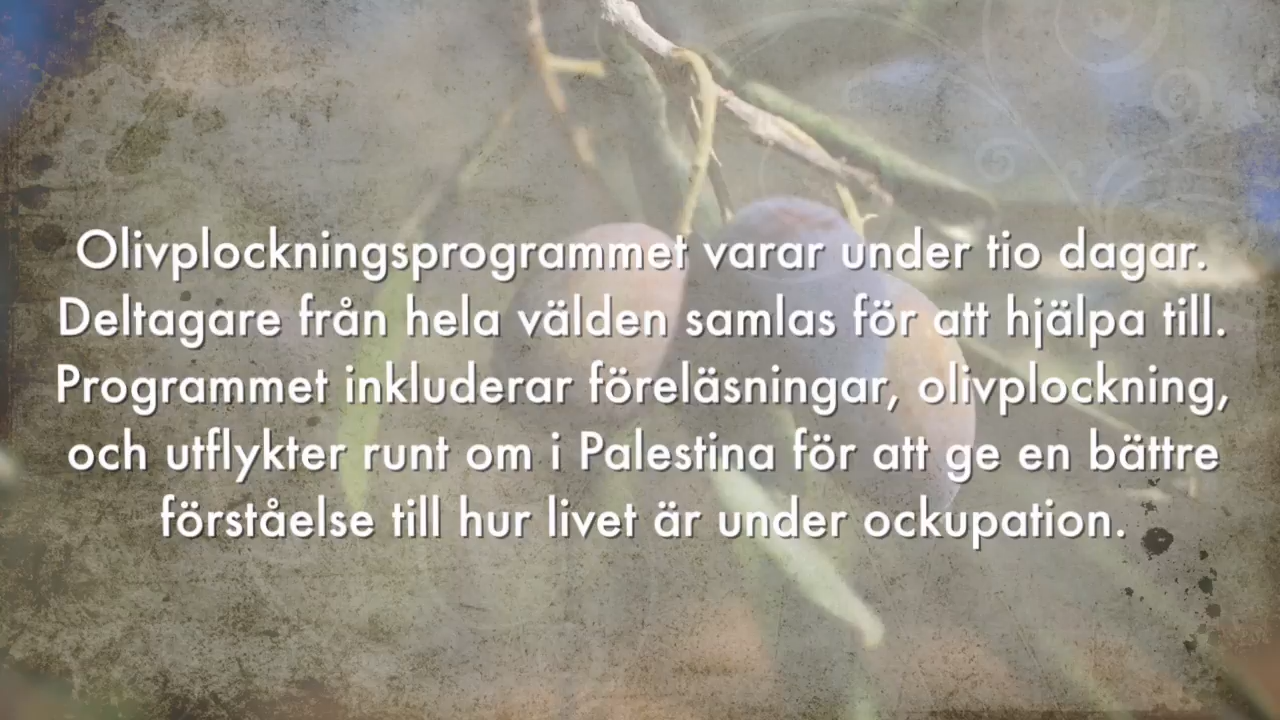 Olivplockningsprogrammet varar under tio dagar.
Deltagare från hela välden samlas för att hjälpa till.
Programmet inkluderar föreläsningar, olivplockning,
och utflykter runt om i Palestina för att ge en bättre
förståelse till hur livet är under ockupation.